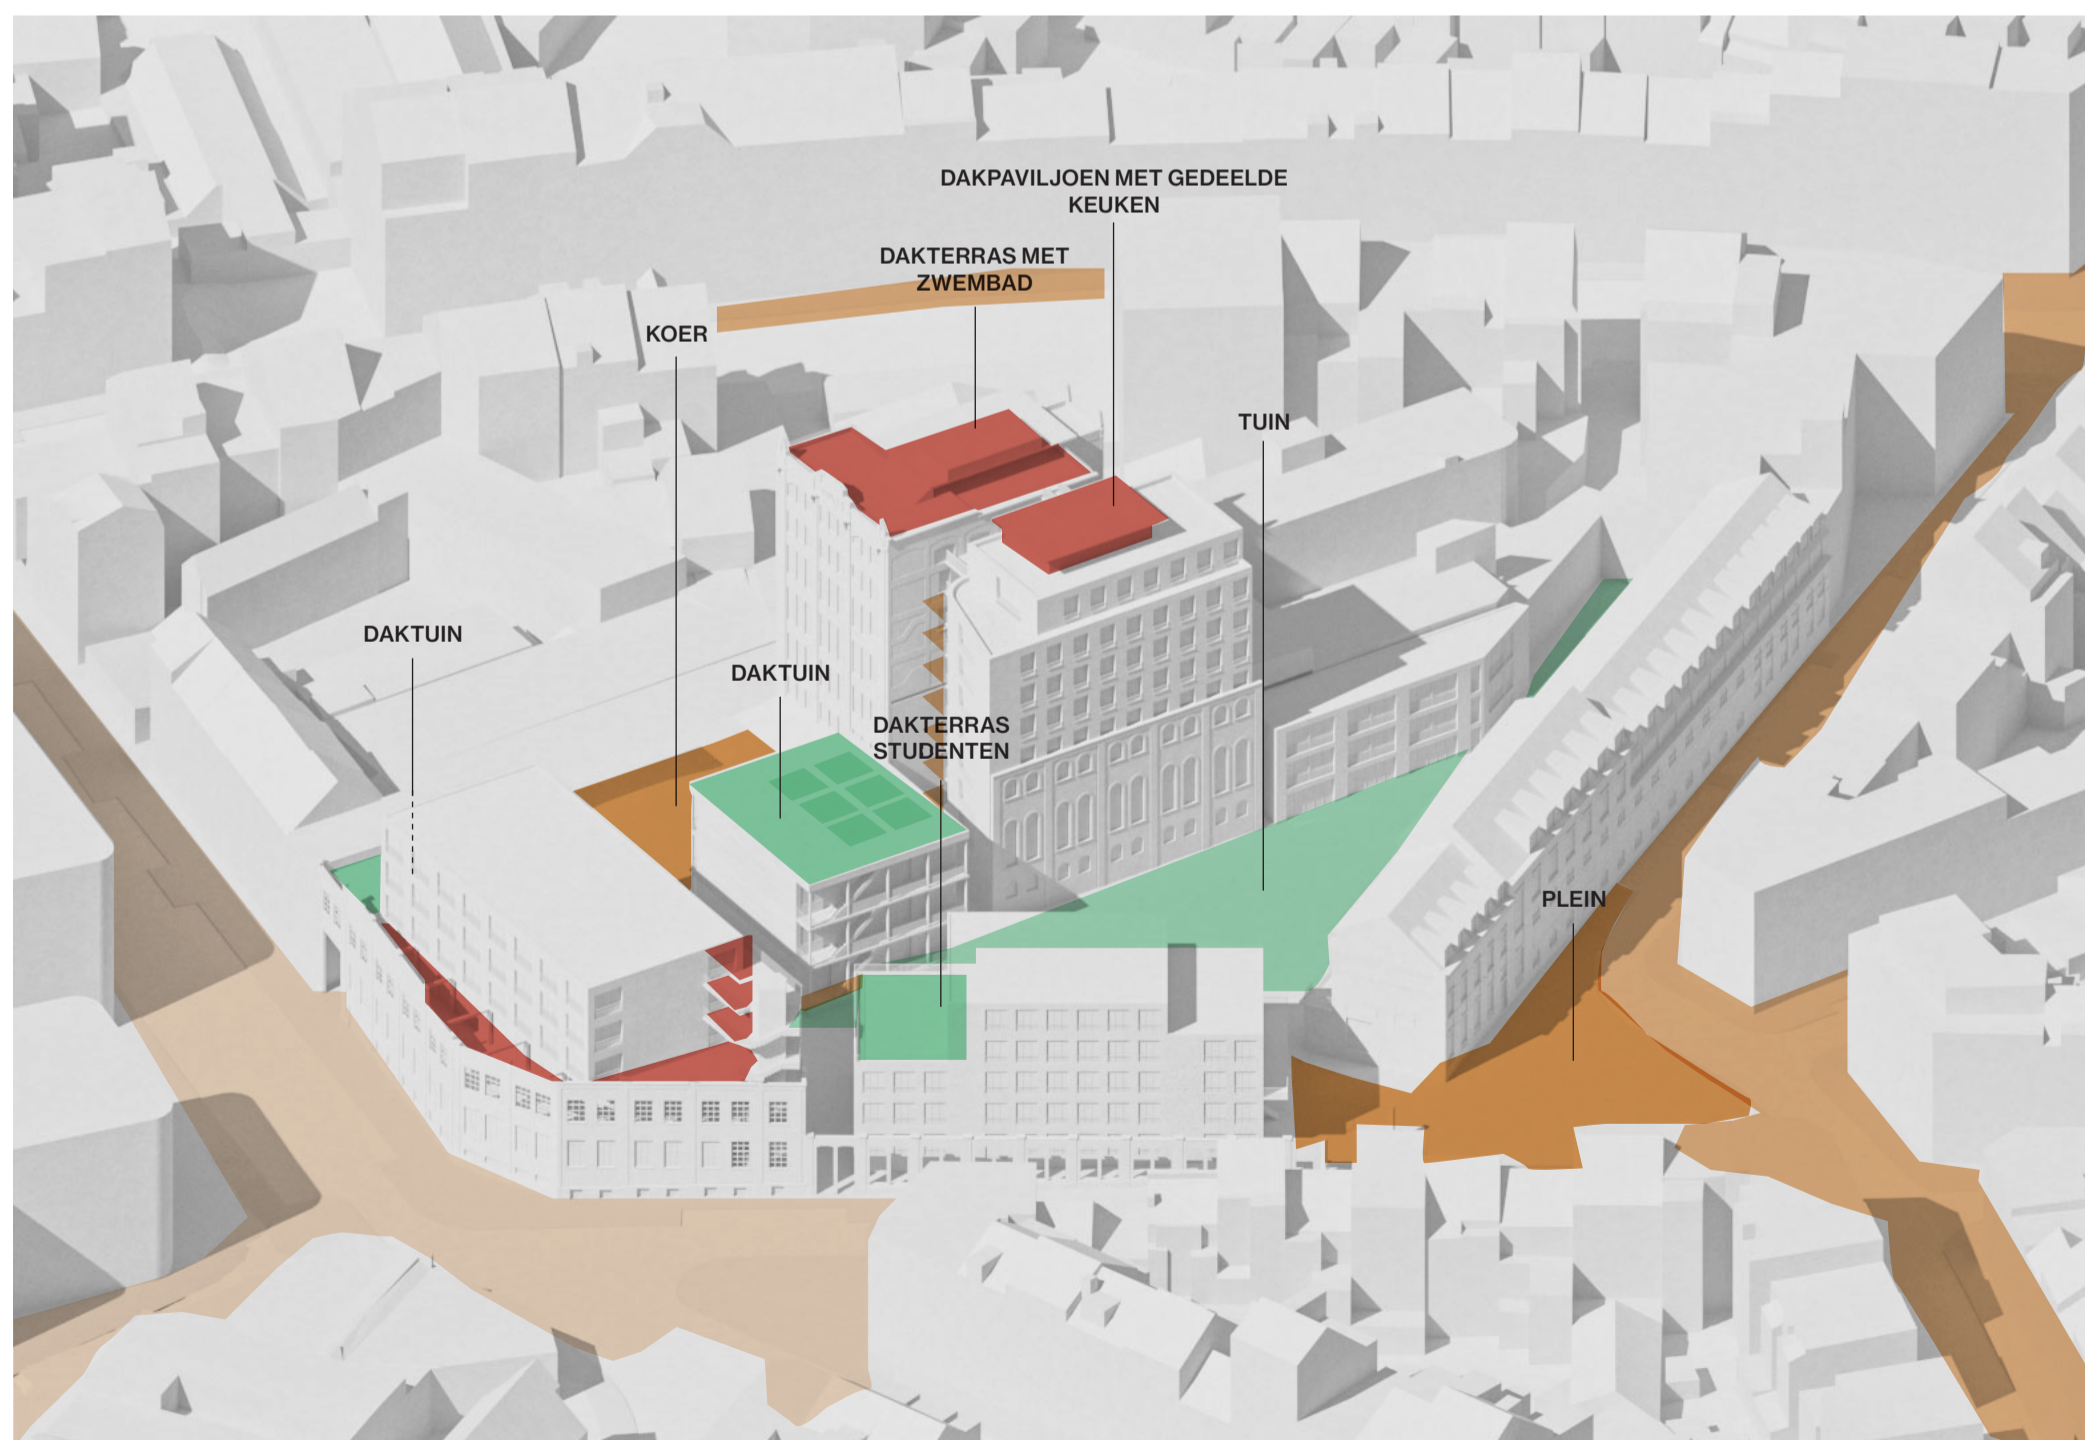 DAKPAVILJOEN MET GEDEELDE
KEUKEN
DAKTERRAS MET
ZWEMBAD
KOER
TUIN
DAKTUIN
DAKTUIN
DAKTERRAS
STUDENTEN
PLEIN